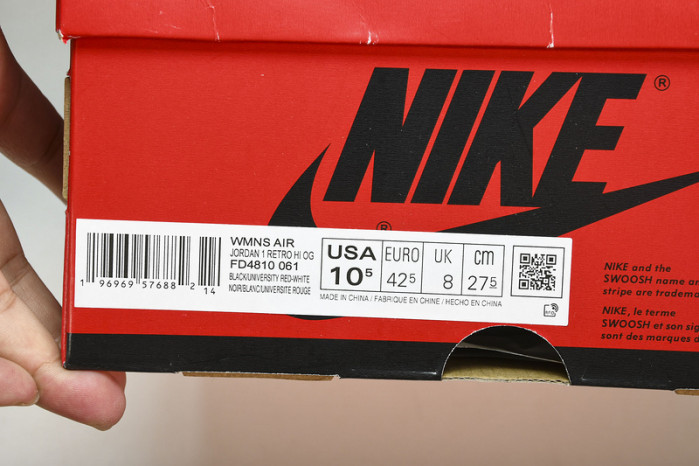 NIKE®
®
WMNS AIR
JORDAN 1 RETRO HI OG
FD4810 061
BLACK/UNIVERSITY RED-WHITE
NOIR/BLANC/UNIVERSITE ROUGE
1 96969 57688 2 14
USA
10⁵
EURO
42⁵
UK
8
cm
27⁵
MADE IN CHINA / FABRIQUE EN CHINE / HECHO EN CHINA
NIKE and the
SWOOSH name an
stripe are tradema
NIKE, le terme
SWOOSH et son sig
sont des marques d